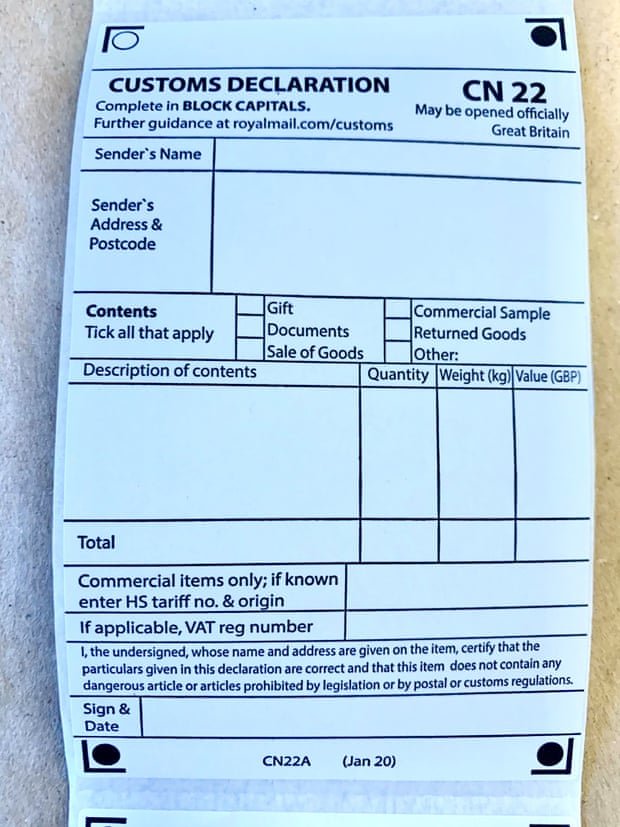 CUSTOMS DECLARATION
CN 22
Complete in BLOCK CAPITALS.
May be opened officially
Further guidance at royalmail.com/customs
Great Britain
Sender`s Name
Sender`s
Address &
Postcode
Contents
Tick all that apply
Gift
Documents
Sale of Goods
Commercial Sample
Returned Goods
Other:
Description of contents
Quantity
Weight (kg)
Value (GBP)
Total
Commercial items only; if known
enter HS tariff no. & origin
If applicable, VAT reg number
I, the undersigned, whose name and address are given on the item, certify that the
particulars given in this declaration are correct and that this item does not contain any
dangerous article or articles prohibited by legislation or by postal or customs regulations.
Sign &
Date
CN22A (Jan 20)